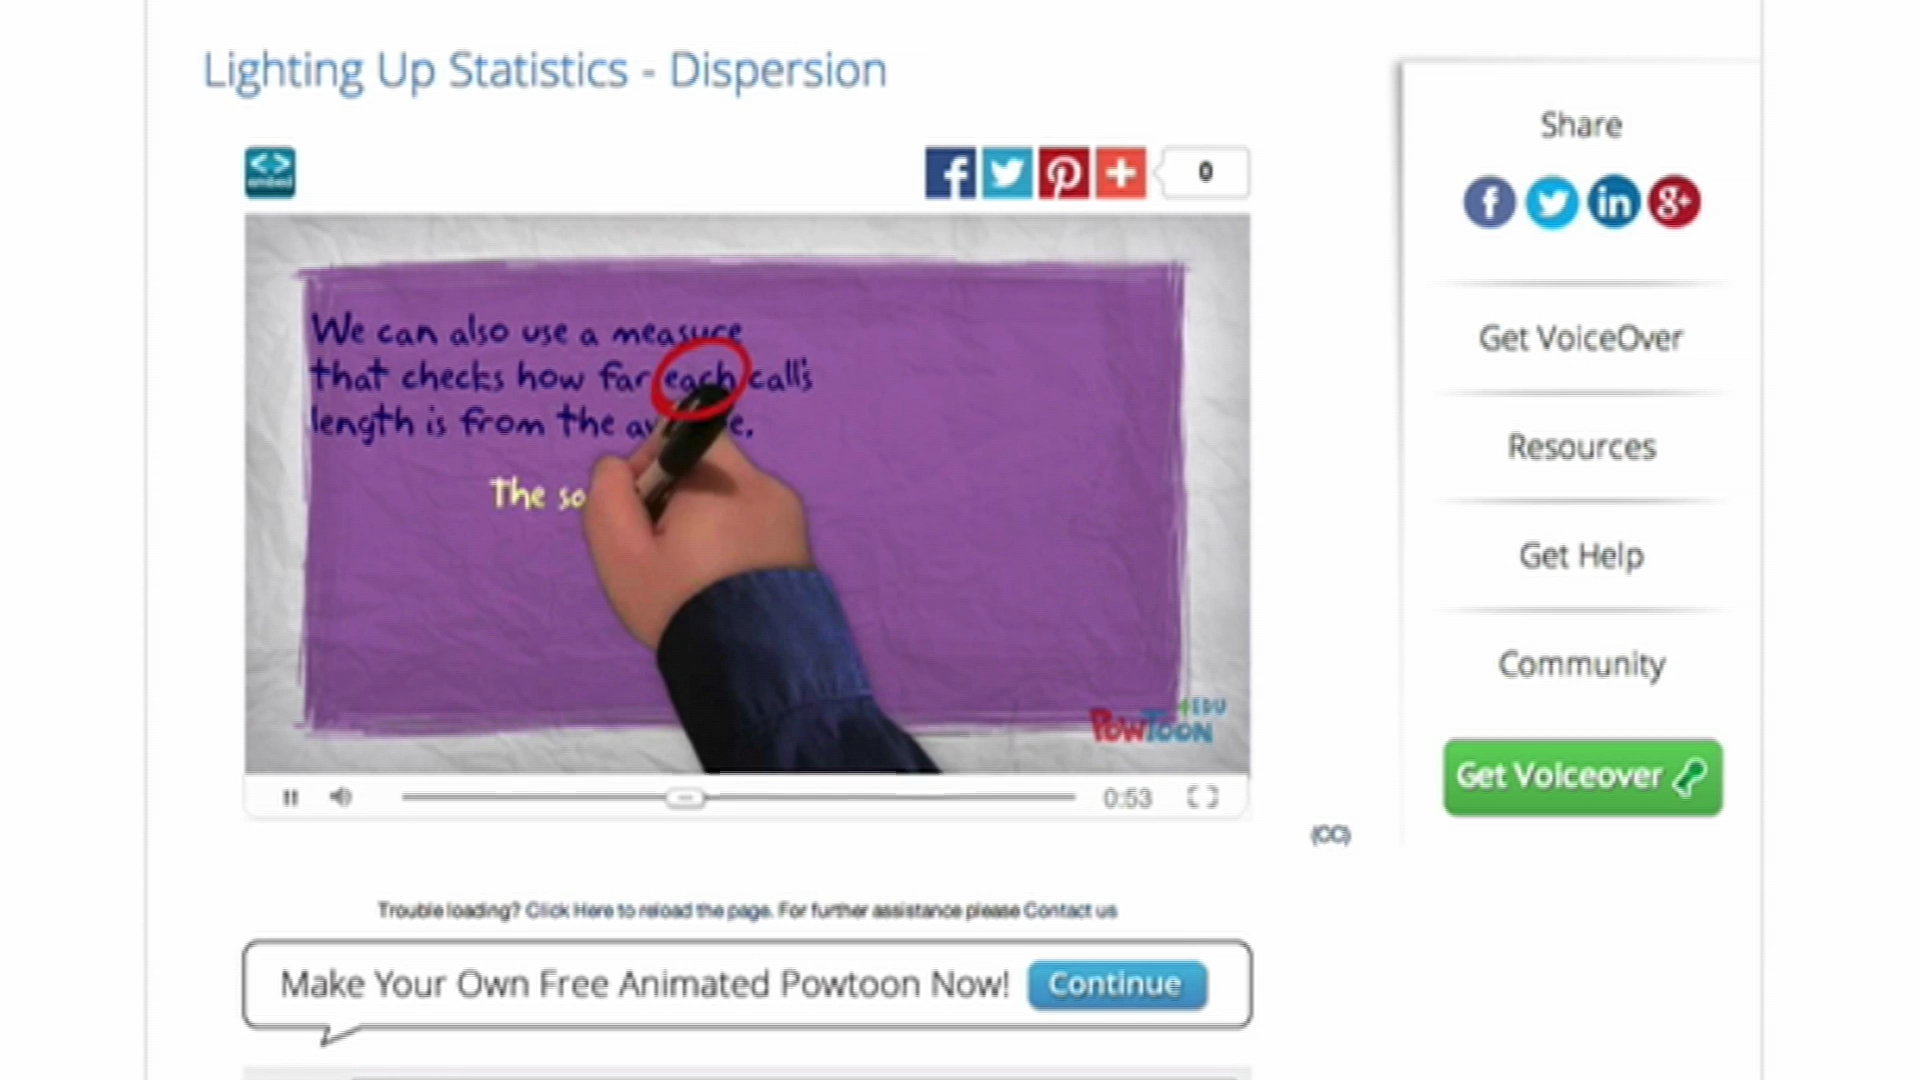 Lighting Up Statistics - Dispersion
embed
0
We can also use a measure
that checks how far each call's
length is from the
The so
4EDU
POWTOON
0:53
(CC)
Trouble loading? Click Here to reload the page. For further assistance please Contact us
Make Your Own Free Animated Powtoon Now! Continue
Share
Get VoiceOver
Resources
Get Help
Community
Get Voiceover